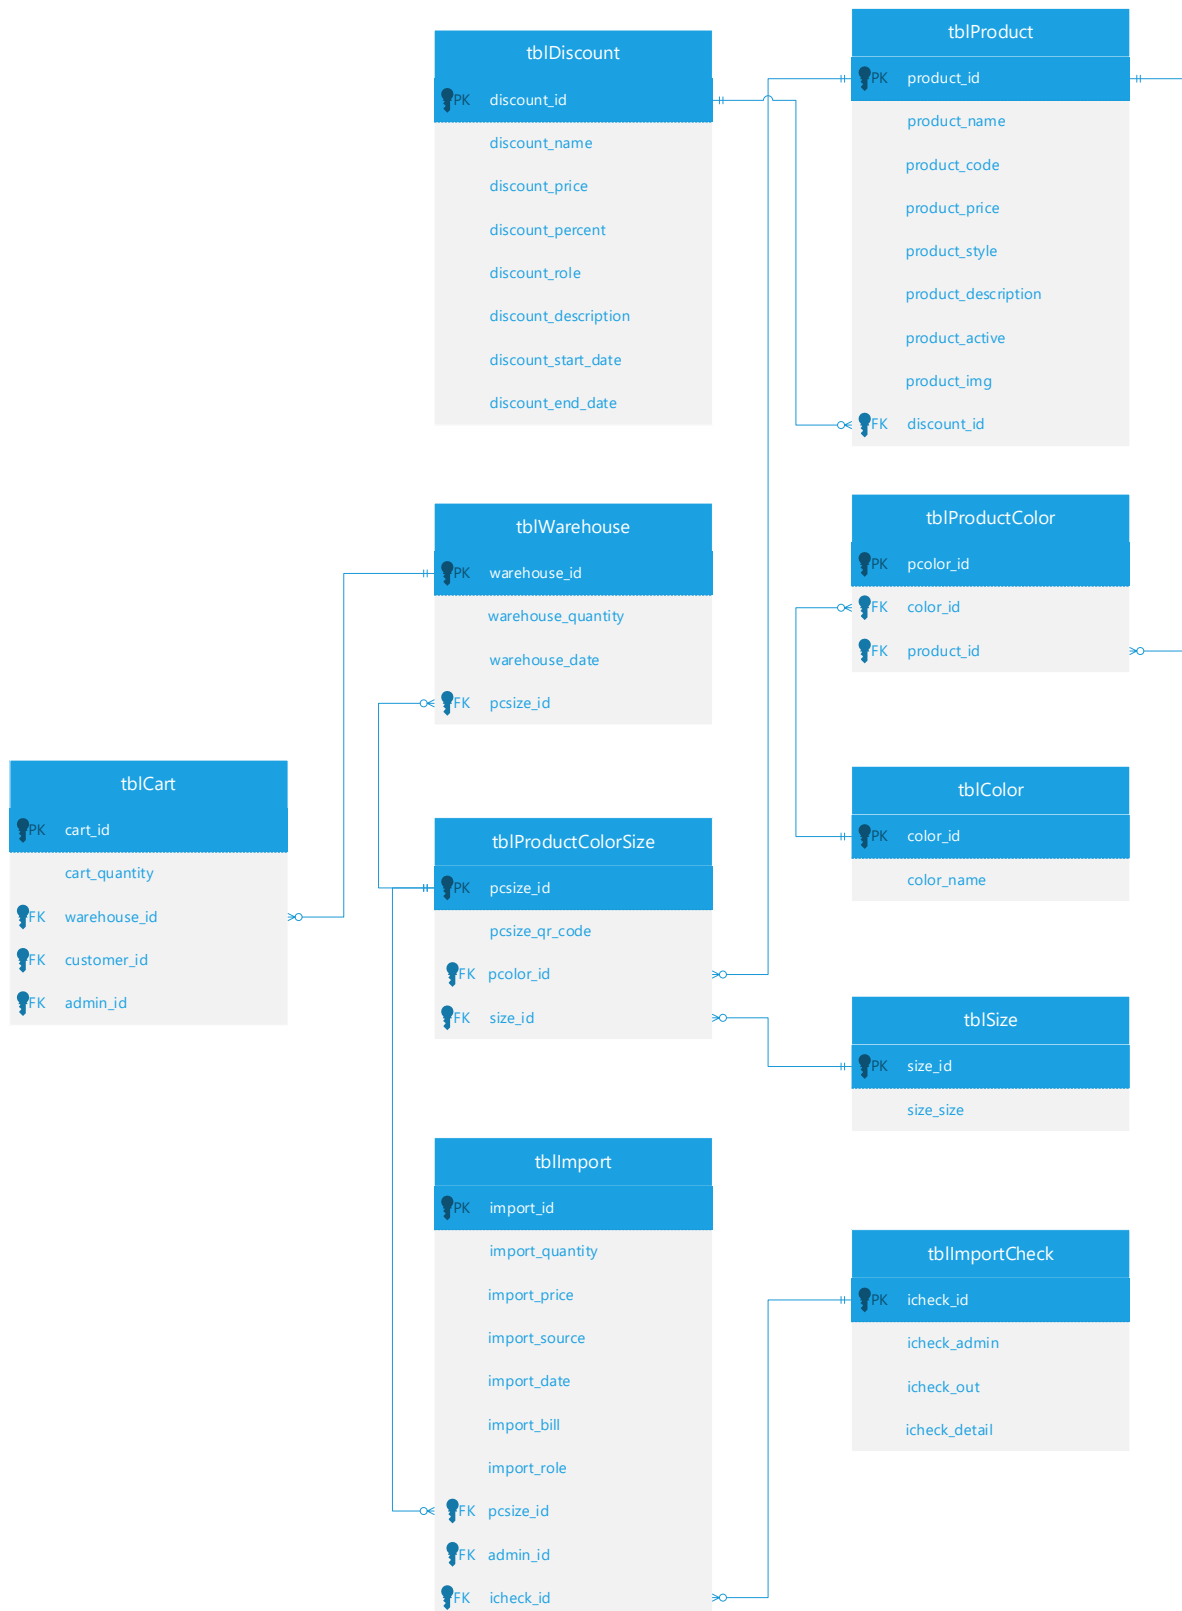 tblDiscount
PK discount_id
discount_name
discount_price
discount_percent
discount_role
discount_description
discount_start_date
discount_end_date
tblProduct
PK product_id
product_name
product_code
product_price
product_style
product_description
product_active
product_img
FK discount_id
tblWarehouse
PK warehouse_id
warehouse_quantity
warehouse_date
FK pcsize_id
tblProductColor
PK pcolor_id
FK color_id
FK product_id
tblCart
PK cart_id
cart_quantity
FK warehouse_id
FK customer_id
FK admin_id
tblProductColorSize
PK pcsize_id
pcsize_qr_code
FK pcolor_id
FK size_id
tblColor
PK color_id
color_name
tblSize
PK size_id
size_size
tblImport
PK import_id
import_quantity
import_price
import_source
import_date
import_bill
import_role
FK pcsize_id
FK admin_id
FK icheck_id
tblImportCheck
PK icheck_id
icheck_admin
icheck_out
icheck_detail